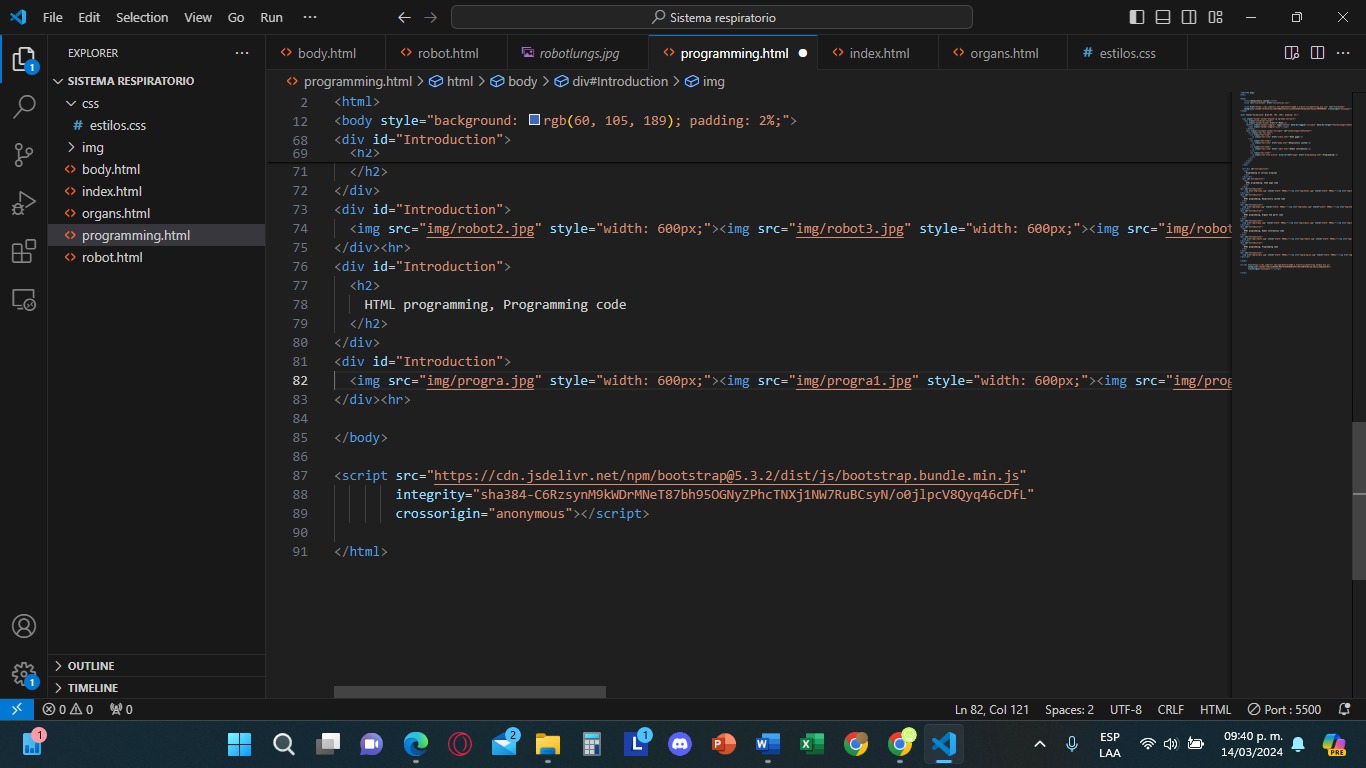 File Edit Selection View Go Run ··· Sistema respiratorio
EXPLORER ···
SISTEMA RESPIRATORIO
css
# estilos.css
img
<> body.html
<> index.html
<> organs.html
<> programming.html
<> robot.html
OUTLINE
TIMELINE
<> body.html <> robot.html robotlungs.jpg <> programming.html <> index.html <> organs.html # estilos.css
<> programming.html > html > body > div#Introduction > img
2 <html>
12 <body style="background: rgb(60, 105, 189); padding: 2%;">
68 <div id="Introduction">
69 <h2>
71 </h2>
72 </div>
73 <div id="Introduction">
74 <img src="img/robot2.jpg" style="width: 600px;"><img src="img/robot3.jpg" style="width: 600px;"><img src="img/robot
75 </div><hr>
76 <div id="Introduction">
77 <h2>
78 HTML programming, Programming code
79 </h2>
80 </div>
81 <div id="Introduction">
82 <img src="img/progra.jpg" style="width: 600px;"><img src="img/progra1.jpg" style="width: 600px;"><img src="img/prog
83 </div><hr>
84
85 </body>
86
87 <script src="https://cdn.jsdelivr.net/npm/bootstrap@5.3.2/dist/js/bootstrap.bundle.min.js"
88 integrity="sha384-C6RzsynM9kWDrMNeT87bh95OGNyZPhcTNXj1NW7RuBCsyN/o0jlpcV8Qyq46cDfL"
89 crossorigin="anonymous"></script>
90
91 </html>
0 0 0 Ln 82, Col 121 Spaces: 2 UTF-8 CRLF HTML Port : 5500
ESP
LAA
09:40 p. m.
14/03/2024